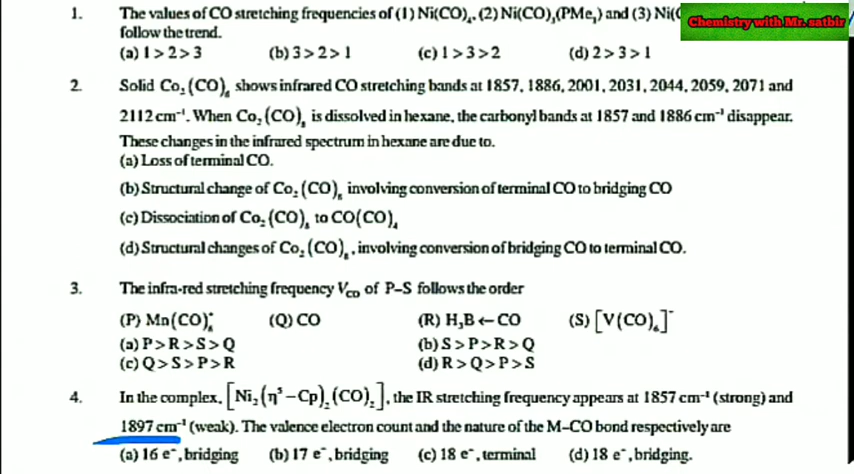 1. The values of CO stretching frequencies of (1) Ni(CO)₄, (2) Ni(CO)₃(PMe₃) and (3) Ni(
Chemistry with Mr. satbir
follow the trend.
(a) 1 > 2 > 3 (b) 3 > 2 > 1 (c) 1 > 3 > 2 (d) 2 > 3 > 1
2. Solid Co₂(CO)₈ shows infrared CO stretching bands at 1857, 1886, 2001, 2031, 2044, 2059, 2071 and
2112 cm⁻¹. When Co₂(CO)₈ is dissolved in hexane, the carbonyl bands at 1857 and 1886 cm⁻¹ disappear.
These changes in the infrared spectrum in hexane are due to.
(a) Loss of terminal CO.
(b) Structural change of Co₂(CO)₈ involving conversion of terminal CO to bridging CO
(c) Dissociation of Co₂(CO)₈ to CO(CO)₄
(d) Structural changes of Co₂(CO)₈, involving conversion of bridging CO to terminal CO.
3. The infra-red stretching frequency V_CO of P–S follows the order
(P) Mn(CO)₆⁺ (Q) CO (R) H₃B ← CO (S) [V(CO)₆]⁻
(a) P > R > S > Q (b) S > P > R > Q
(c) Q > S > P > R (d) R > Q > P > S
4. In the complex, [Ni₂(η⁵ – Cp)₂(CO)₂], the IR stretching frequency appears at 1857 cm⁻¹ (strong) and
1897 cm⁻¹ (weak). The valence electron count and the nature of the M–CO bond respectively are
(a) 16 e⁻, bridging (b) 17 e⁻, bridging (c) 18 e⁻, terminal (d) 18 e⁻, bridging.